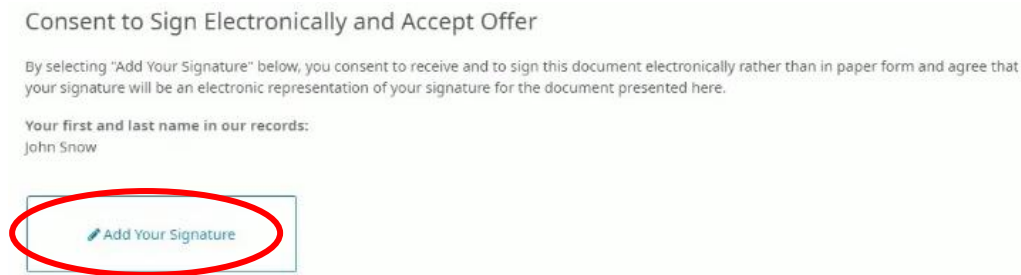 Consent to Sign Electronically and Accept Offer
By selecting "Add Your Signature" below, you consent to receive and to sign this document electronically rather than in paper form and agree that
your signature will be an electronic representation of your signature for the document presented here.
Your first and last name in our records:
John Snow
Add Your Signature